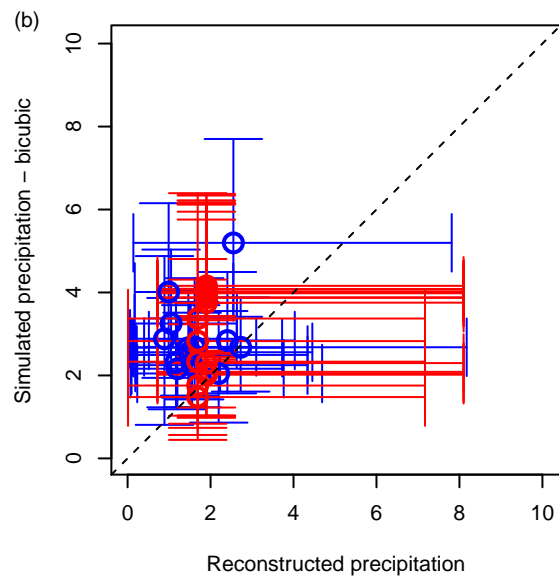 (b)
Simulated precipitation − bicubic
10
8
6
4
2
0
0 2 4 6 8 10
Reconstructed precipitation